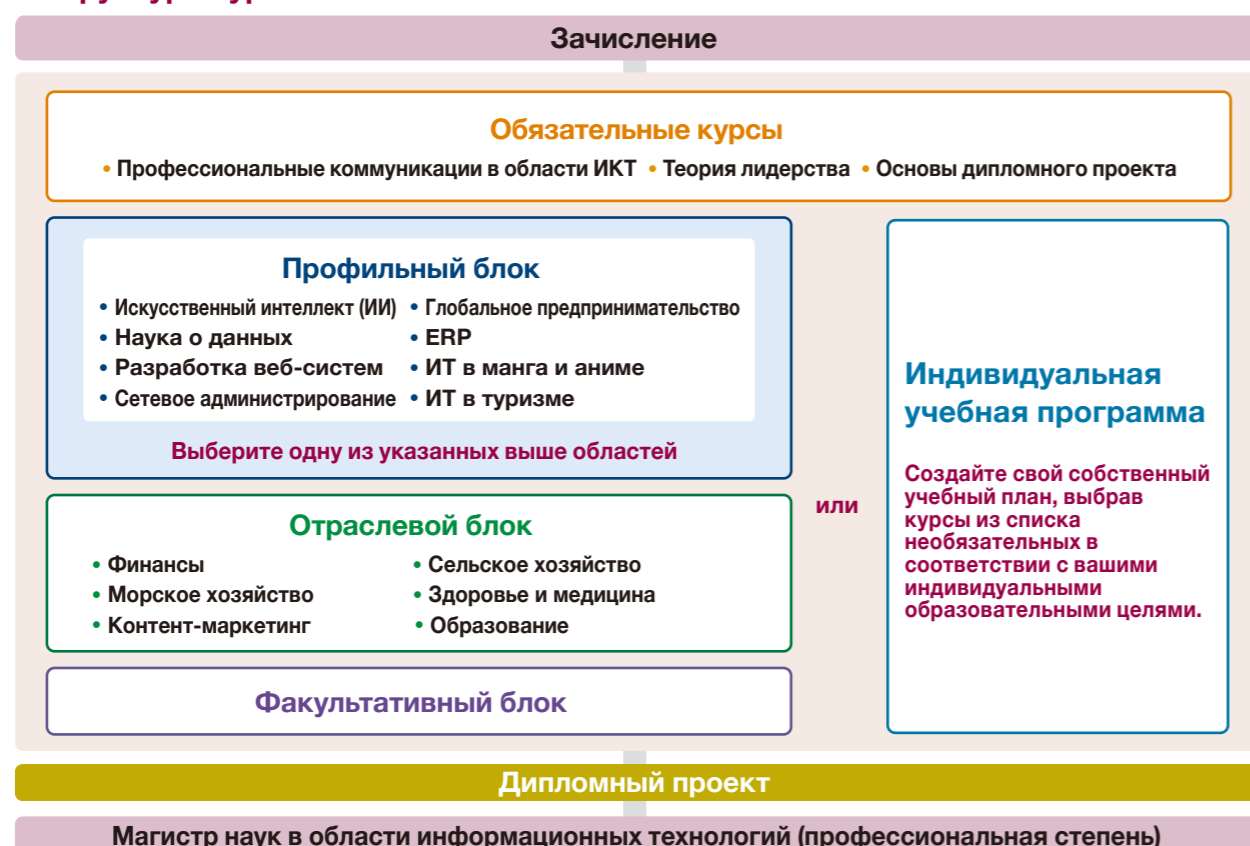 Зачисление
Обязательные курсы
• Профессиональные коммуникации в области ИКТ • Теория лидерства • Основы дипломного проекта
Профильный блок
• Искусственный интеллект (ИИ) • Глобальное предпринимательство
• Наука о данных • ERP
• Разработка веб-систем • ИТ в манга и аниме
• Сетевое администрирование • ИТ в туризме
Выберите одну из указанных выше областей
Отраслевой блок
• Финансы • Сельское хозяйство
• Морское хозяйство • Здоровье и медицина
• Контент-маркетинг • Образование
Факультативный блок
или
Индивидуальная
учебная программа
Создайте свой собственный
учебный план, выбрав
курсы из списка
необязательных в
соответствии с вашими
индивидуальными
образовательными целями.
Дипломный проект
Магистр наук в области информационных технологий (профессиональная степень)